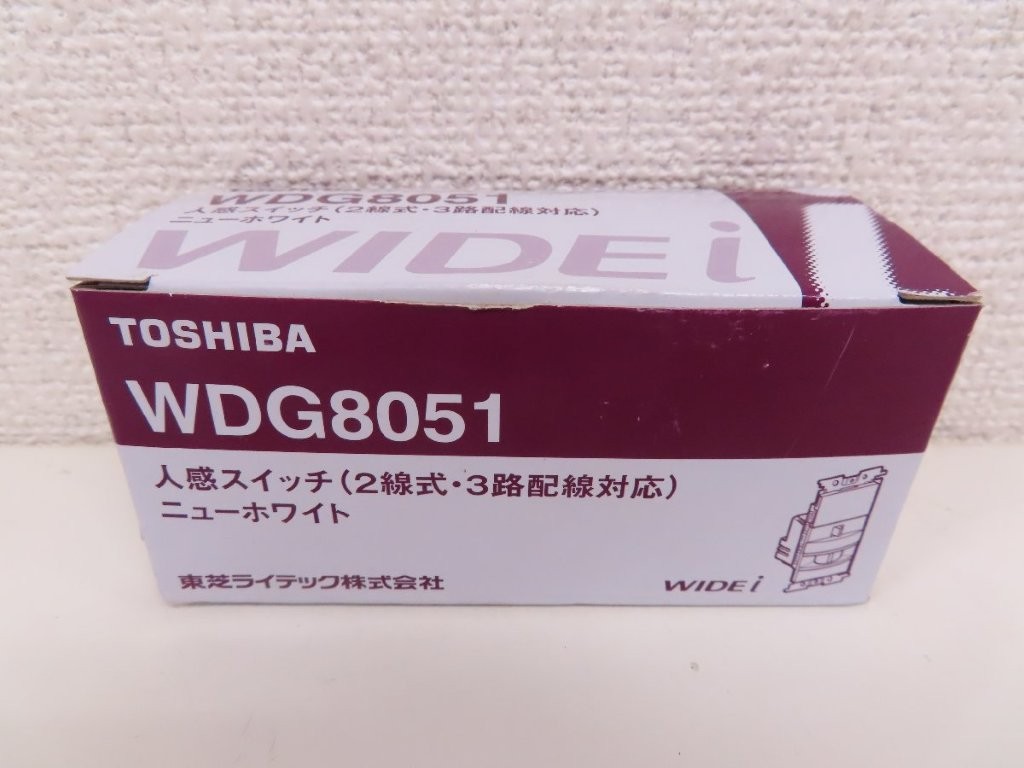 WDG8051
人感スイッチ(2線式・3路配線対応)
ニューホワイト
WIDE i
TOSHIBA
WDG8051
人感スイッチ(2線式・3路配線対応)
ニューホワイト
東芝ライテック株式会社
WIDE i